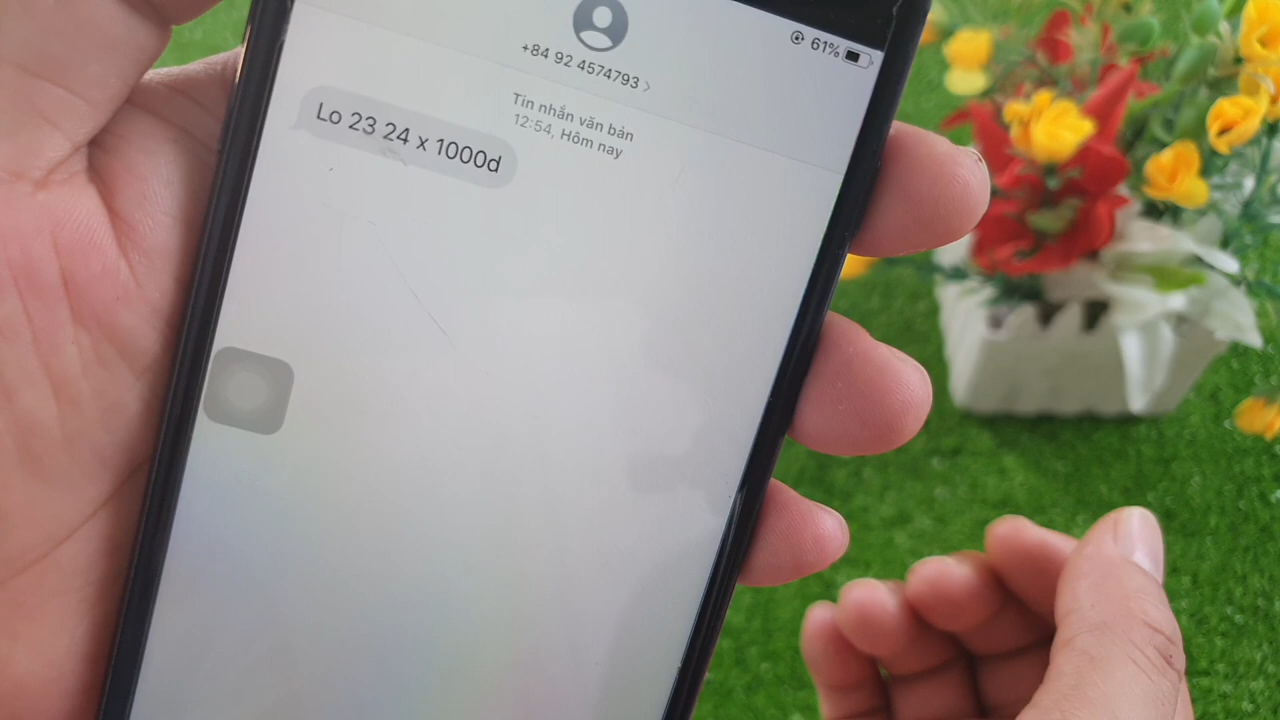 61%
+84 92 4574793 >
Tin nhắn văn bản
12:54, Hôm nay
Lo 23 24 x 1000d